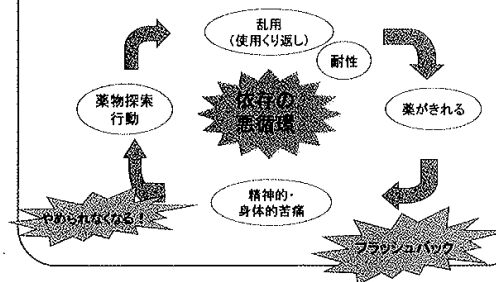 乱用
(使用くり返し)
耐性
薬物探索
行動
依存の
悪循環
薬がきれる
精神的・
身体的苦痛
やめられなくなる!
フラッシュバック